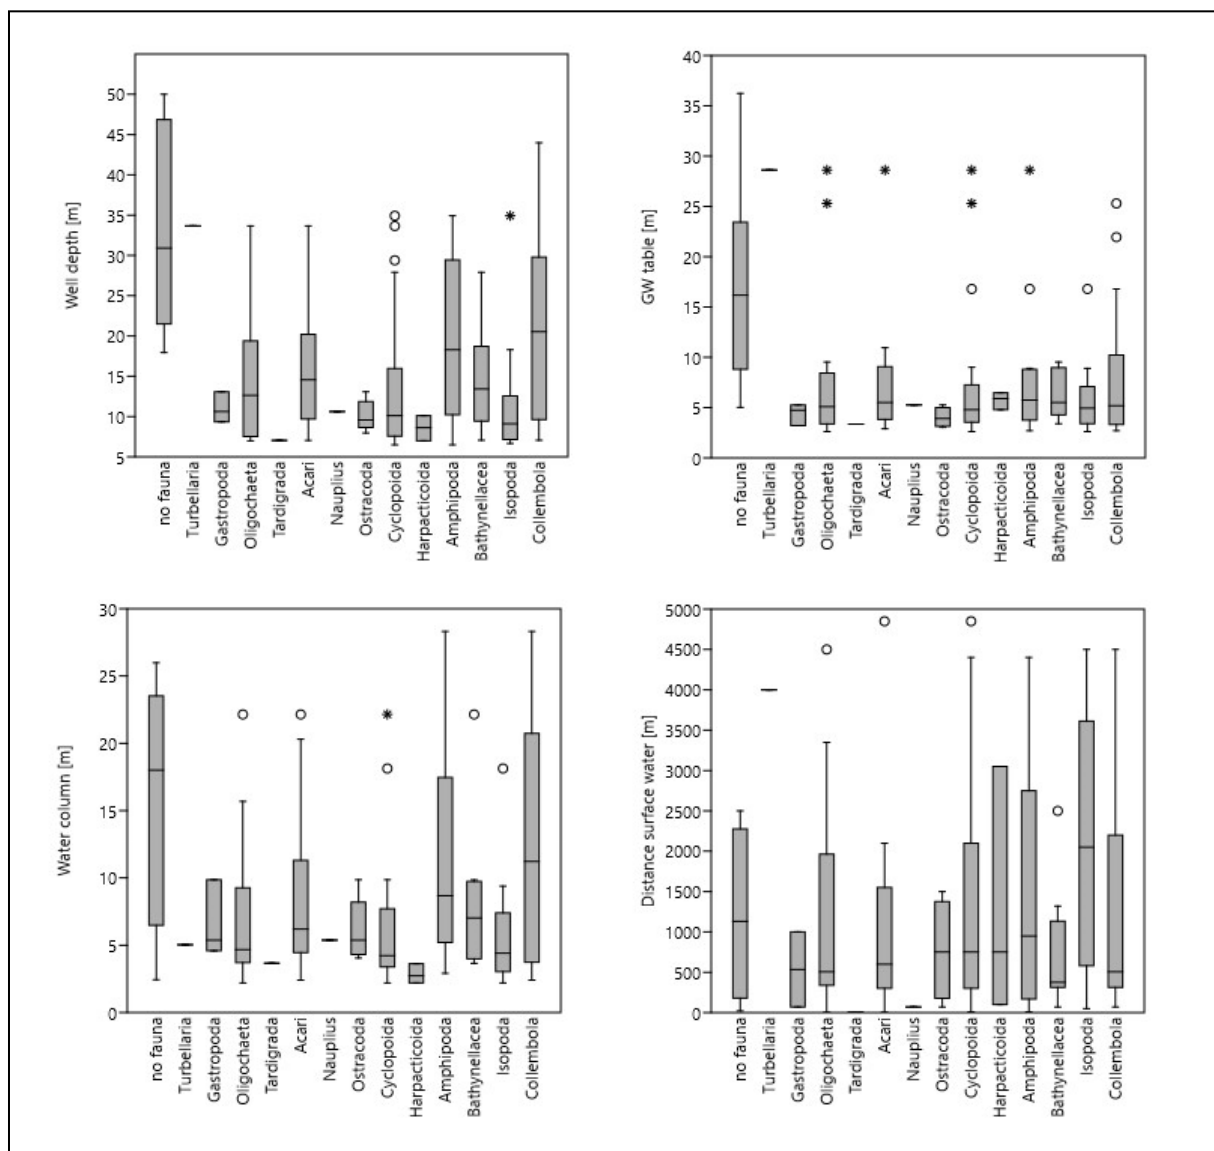 Well depth [m]
50
45
40
35
30
25
20
15
10
5
no fauna
Turbellaria
Gastropoda
Oligochaeta
Tardigrada
Acari
Nauplius
Ostracoda
Cyclopoida
Harpacticoida
Amphipoda
Bathynellacea
Isopoda
Collembola
GW table [m]
40
35
30
25
20
15
10
5
0
no fauna
Turbellaria
Gastropoda
Oligochaeta
Tardigrada
Acari
Nauplius
Ostracoda
Cyclopoida
Harpacticoida
Amphipoda
Bathynellacea
Isopoda
Collembola
Water column [m]
30
25
20
15
10
5
0
no fauna
Turbellaria
Gastropoda
Oligochaeta
Tardigrada
Acari
Nauplius
Ostracoda
Cyclopoida
Harpacticoida
Amphipoda
Bathynellacea
Isopoda
Collembola
Distance surface water [m]
5000
4500
4000
3500
3000
2500
2000
1500
1000
500
0
no fauna
Turbellaria
Gastropoda
Oligochaeta
Tardigrada
Acari
Nauplius
Ostracoda
Cyclopoida
Harpacticoida
Amphipoda
Bathynellacea
Isopoda
Collembola